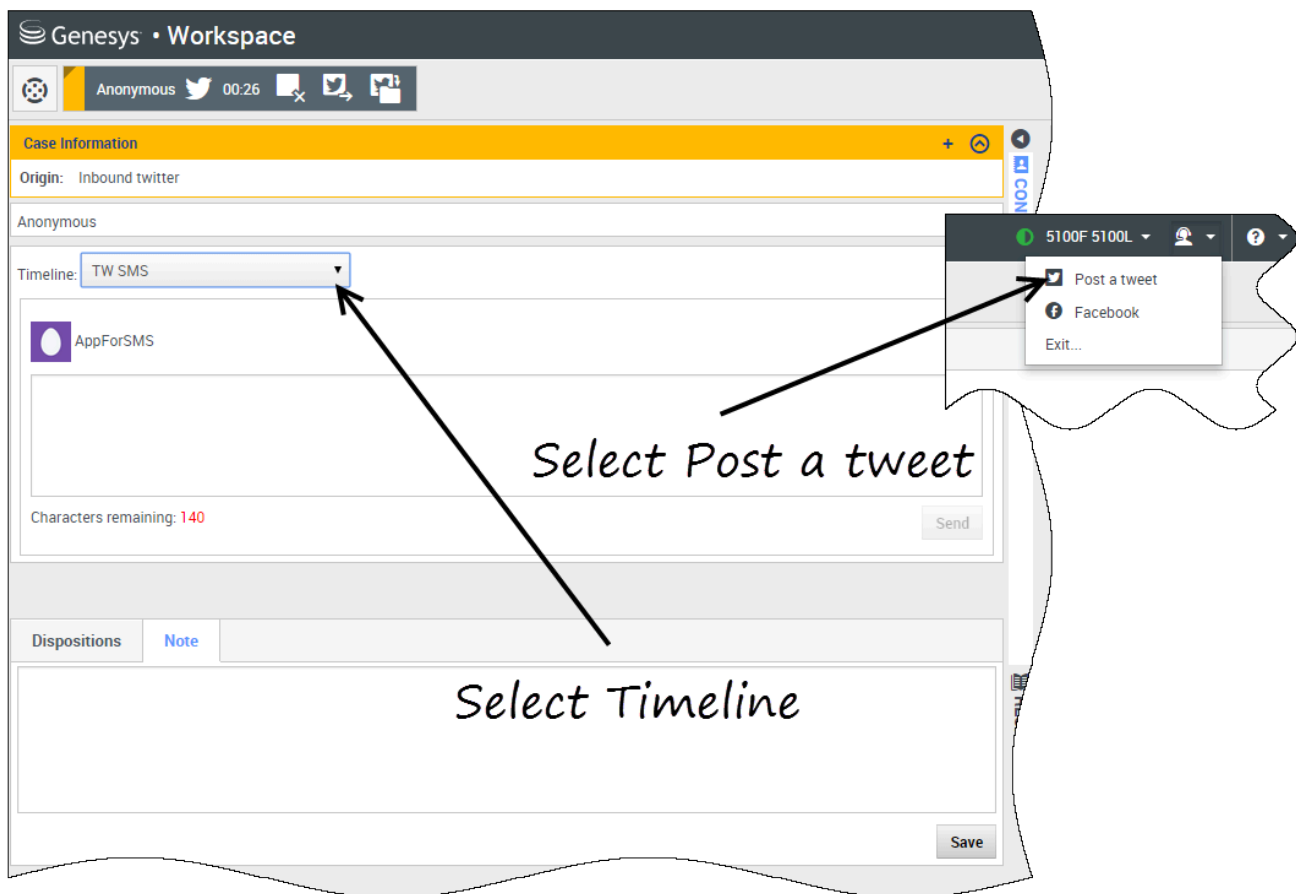 Genesys • Workspace
Anonymous 00:26
Case Information
Origin: Inbound twitter
CON
Anonymous
5100F 5100L
Timeline: TW SMS
Post a tweet
Facebook
Exit...
AppForSMS
Select Post a tweet
Characters remaining: 140
Send
Dispositions Note
Select Timeline
Save